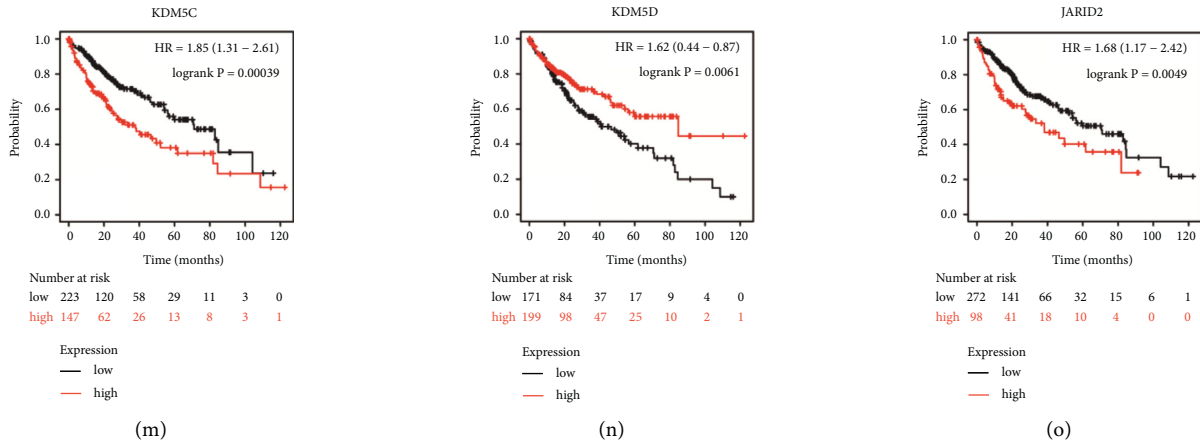 KDM5C
HR = 1.85 (1.31 − 2.61)
logrank P = 0.00039
1.0
0.8
0.6
0.4
0.2
0.0
Probability
0 20 40 60 80 100 120
Time (months)
Number at risk
low 223 120 58 29 11 3 0
high 147 62 26 13 8 3 1
Expression
low
high
(m)
KDM5D
HR = 1.62 (0.44 − 0.87)
logrank P = 0.0061
1.0
0.8
0.6
0.4
0.2
0.0
Probability
0 20 40 60 80 100 120
Time (months)
Number at risk
low 171 84 37 17 9 4 0
high 199 98 47 25 10 2 1
Expression
low
high
(n)
JARID2
HR = 1.68 (1.17 − 2.42)
logrank P = 0.0049
1.0
0.8
0.6
0.4
0.2
0.0
Probability
0 20 40 60 80 100 120
Time (months)
Number at risk
low 272 141 66 32 15 6 1
high 98 41 18 10 4 0 0
Expression
low
high
(o)